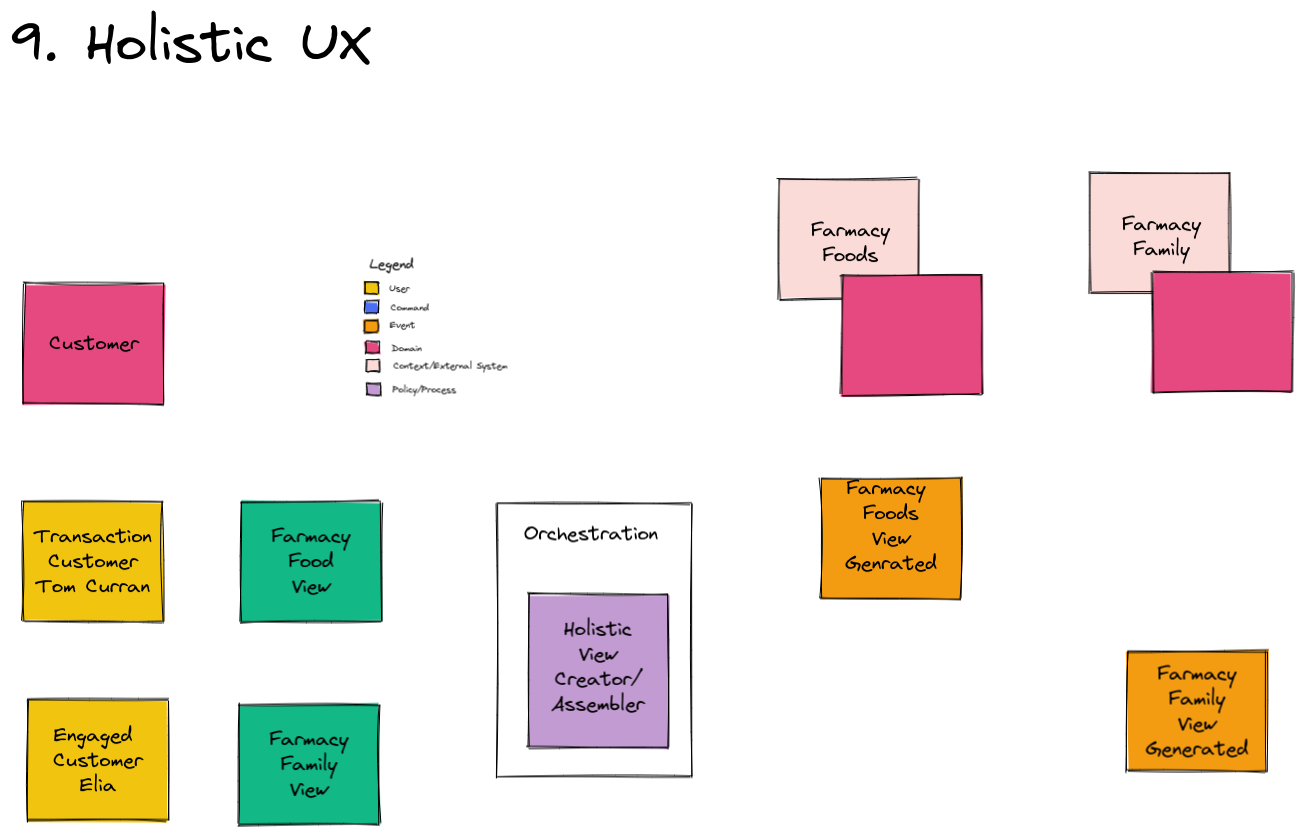 9. Holistic UX
Farmacy
Foods
Farmacy
Family
Legend
User
Command
Event
Domain
Context/External System
Policy/Process
Customer
Transaction
Customer
Tom Curran
Farmacy
Food
View
Orchestration
Holistic
View
Creator/
Assembler
Farmacy
Foods
View
Genrated
Engaged
Customer
Elia
Farmacy
Family
View
Farmacy
Family
View
Generated